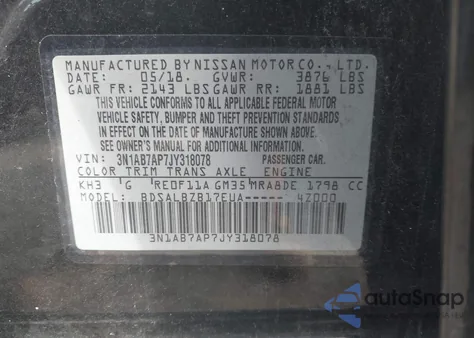 MANUFACTURED BY NISSAN MOTOR CO., LTD.
DATE: 05/18. GVWR: 3876 LBS
GAWR FR: 2143 LBS GAWR RR: 1881 LBS
THIS VEHICLE CONFORMS TO ALL APPLICABLE FEDERAL MOTOR
VEHICLE SAFETY, BUMPER AND THEFT PREVENTION STANDARDS
IN EFFECT ON THE DATE OF MANUFACTURE SHOWN ABOVE.
SEE OWNERS MANUAL FOR ADDITIONAL INFORMATION.
VIN: 3N1AB7AP7JY318078 PASSENGER CAR.
COLOR TRIM TRANS AXLE ENGINE
KH3 G RE0F11A GM35 MRA8DE 1798 CC
MODEL: BDSALBZB17EUA----- 4Z000
3N1AB7AP7JY318078
autoSnap